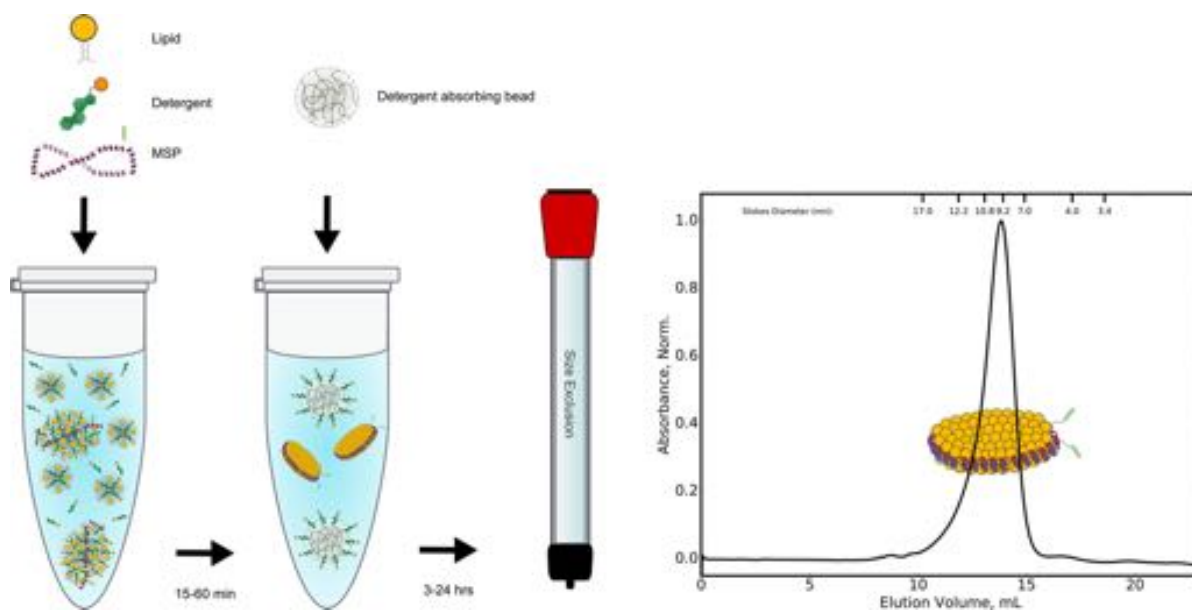 Lipid
Detergent
MSP
Detergent absorbing bead
15-60 min
3-24 hrs
Size Exclusion
Stokes Diameter (nm):
17.0 12.2 10.8 9.2 7.0 4.0 3.4
1.0
0.8
0.6
0.4
0.2
0.0
Absorbance, Norm.
0 5 10 15 20
Elution Volume, mL